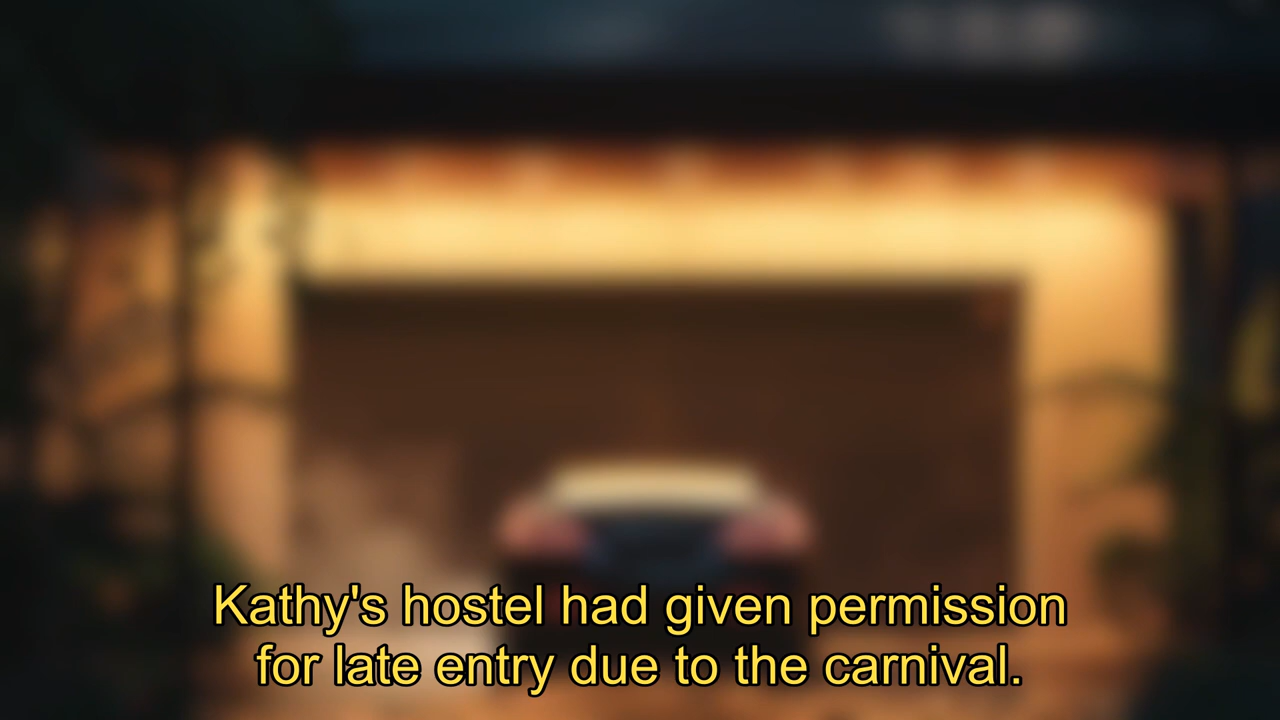 Kathy's hostel had given permission
for late entry due to the carnival.